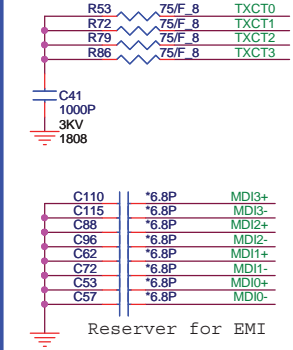 R53 75/F_8 TXCT0
R72 75/F_8 TXCT1
R79 75/F_8 TXCT2
R86 75/F_8 TXCT3
C41
1000P
3KV
1808
C110 *6.8P MDI3+
C115 *6.8P MDI3-
C88 *6.8P MDI2+
C96 *6.8P MDI2-
C62 *6.8P MDI1+
C72 *6.8P MDI1-
C53 *6.8P MDI0+
C57 *6.8P MDI0-
Reserver for EMI